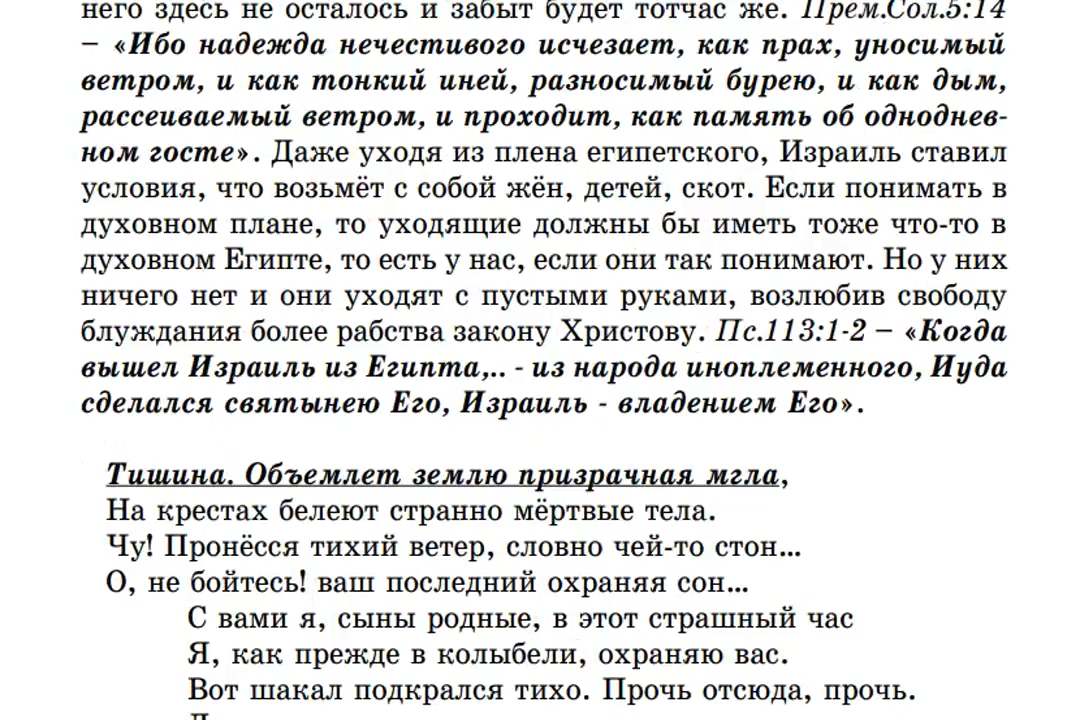 него здесь не осталось и забыт будет тотчас же. Прем.Сол.5:14
– «Ибо надежда нечестивого исчезает, как прах, уносимый
ветром, и как тонкий иней, разносимый бурею, и как дым,
рассеиваемый ветром, и проходит, как память об одноднев-
ном госте». Даже уходя из плена египетского, Израиль ставил
условия, что возьмёт с собой жён, детей, скот. Если понимать в
духовном плане, то уходящие должны бы иметь тоже что-то в
духовном Египте, то есть у нас, если они так понимают. Но у них
ничего нет и они уходят с пустыми руками, возлюбив свободу
блуждания более рабства закону Христову. Пс.113:1-2 – «Когда
вышел Израиль из Египта,.. - из народа иноплеменного, Иуда
сделался святынею Его, Израиль - владением Его».
Тишина. Объемлет землю призрачная мгла,
На крестах белеют странно мёртвые тела.
Чу! Пронёсся тихий ветер, словно чей-то стон...
О, не бойтесь! ваш последний охраняя сон...
С вами я, сыны родные, в этот страшный час
Я, как прежде в колыбели, охраняю вас.
Вот шакал подкрался тихо. Прочь отсюда, прочь.